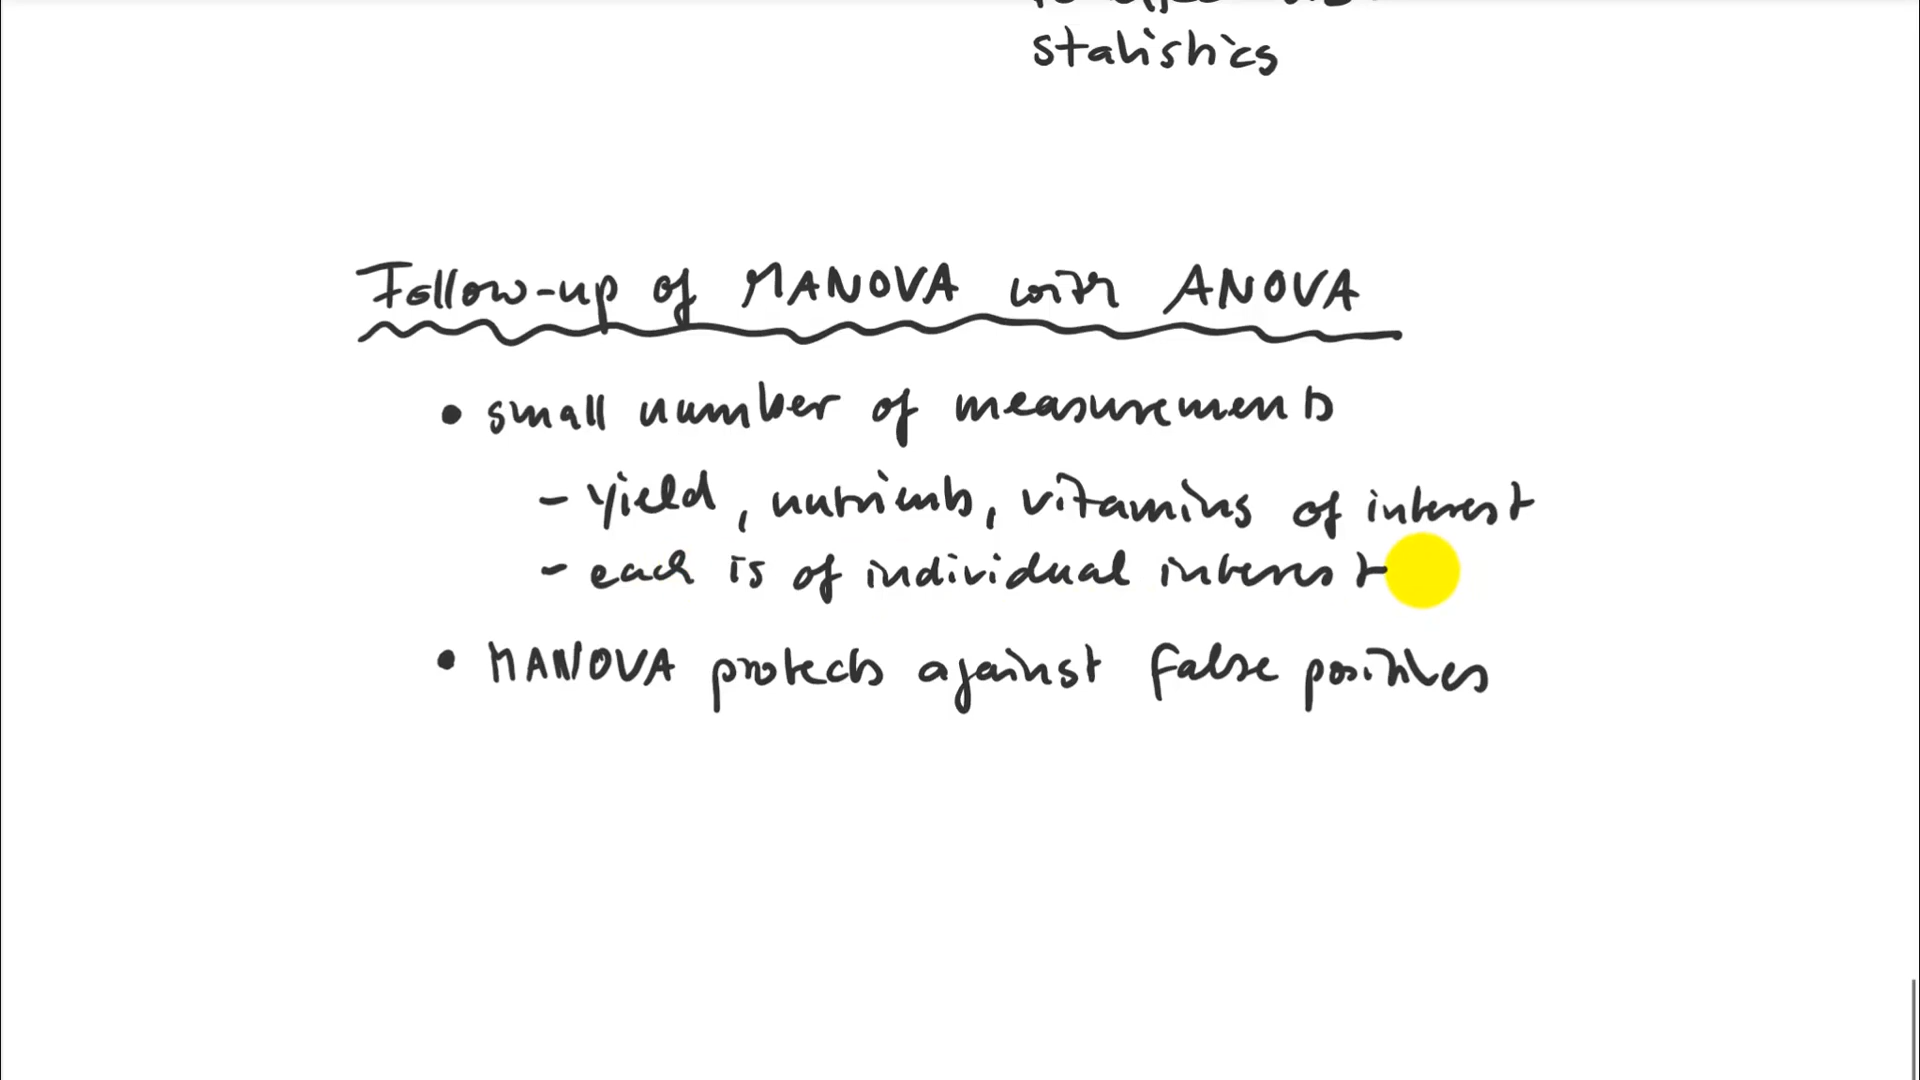 statistics
Follow-up of MANOVA with ANOVA
• small number of measurements
- yield, nutrients, vitamins of interest
- each is of individual interest
• MANOVA protects against false positives